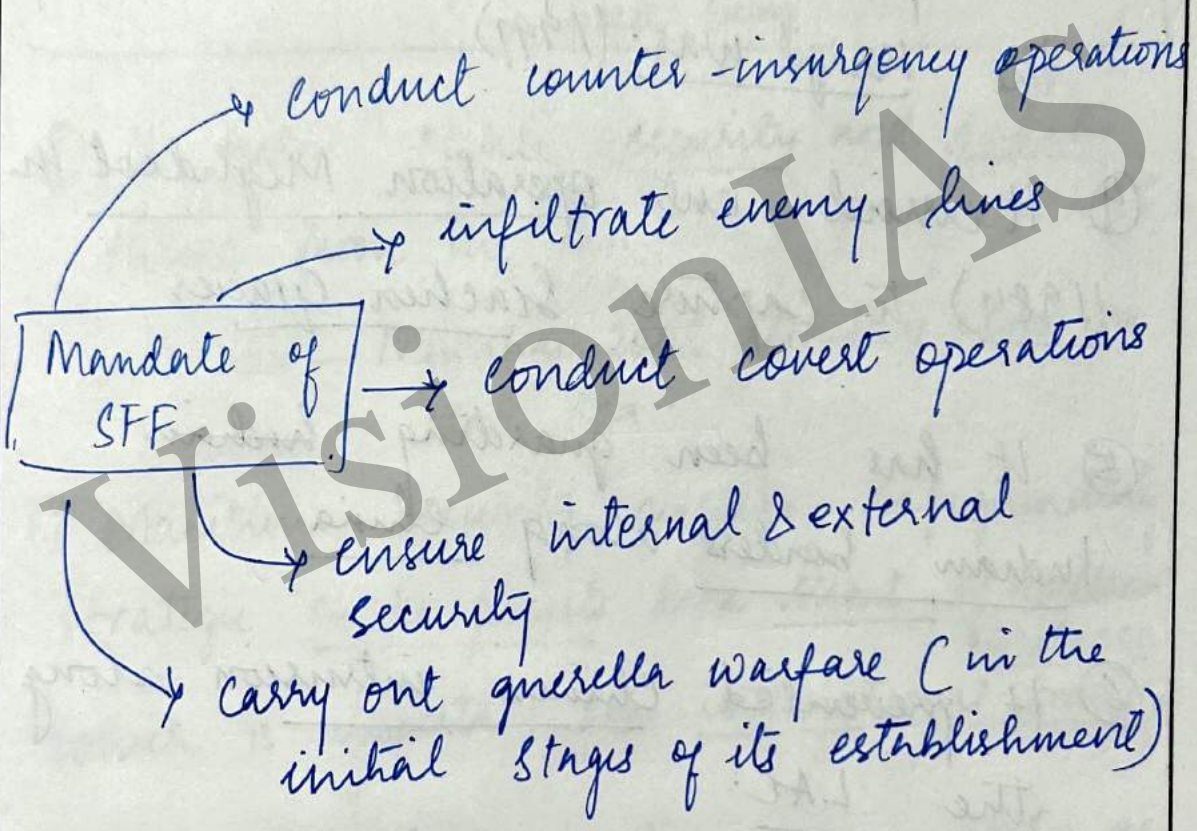 conduct counter-insurgency operations
infiltrate enemy lines
Mandate of
SFF
conduct covert operations
ensure internal & external
security
carry out guerella warfare (in the
initial stages of its establishment)
VisionIAS